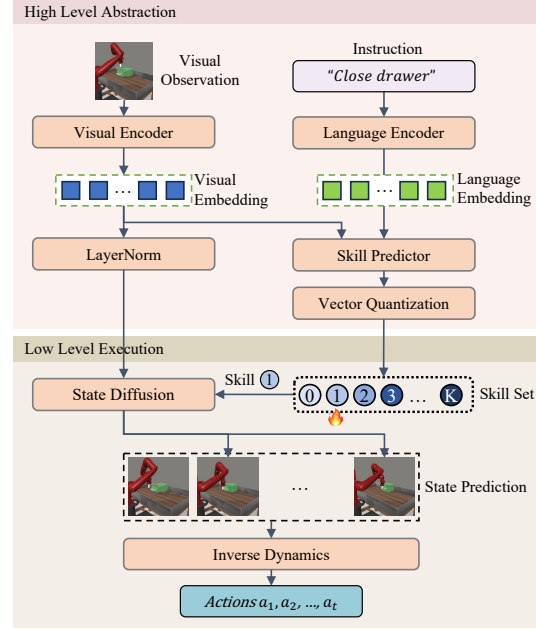 High Level Abstraction
Visual
Observation
Instruction
"Close drawer"
Visual Encoder
Language Encoder
...
Visual
Embedding
...
Language
Embedding
LayerNorm
Skill Predictor
Vector Quantization
Low Level Execution
Skill 1
State Diffusion
0 1 2 3 ... K
Skill Set
...
State Prediction
Inverse Dynamics
Actions a₁, a₂, ..., aₜ